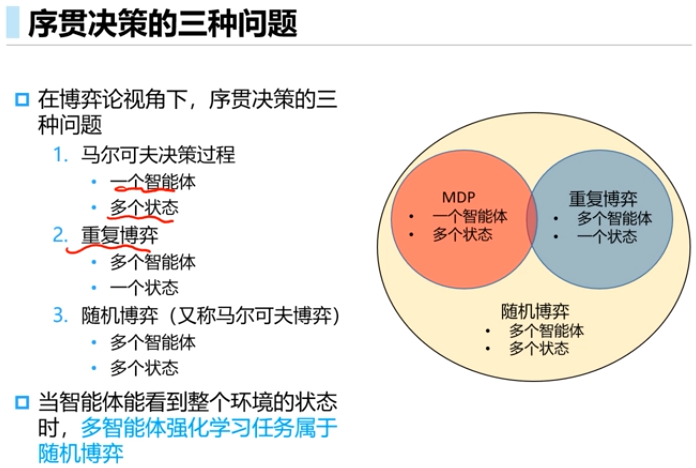 序贯决策的三种问题
在博弈论视角下，序贯决策的三
种问题
1. 马尔可夫决策过程
• 一个智能体
• 多个状态
2. 重复博弈
• 多个智能体
• 一个状态
3. 随机博弈（又称马尔可夫博弈）
• 多个智能体
• 多个状态
当智能体能看到整个环境的状态
时，多智能体强化学习任务属于
随机博弈
MDP
• 一个智能体
• 多个状态
重复博弈
• 多个智能体
• 一个状态
随机博弈
• 多个智能体
• 多个状态